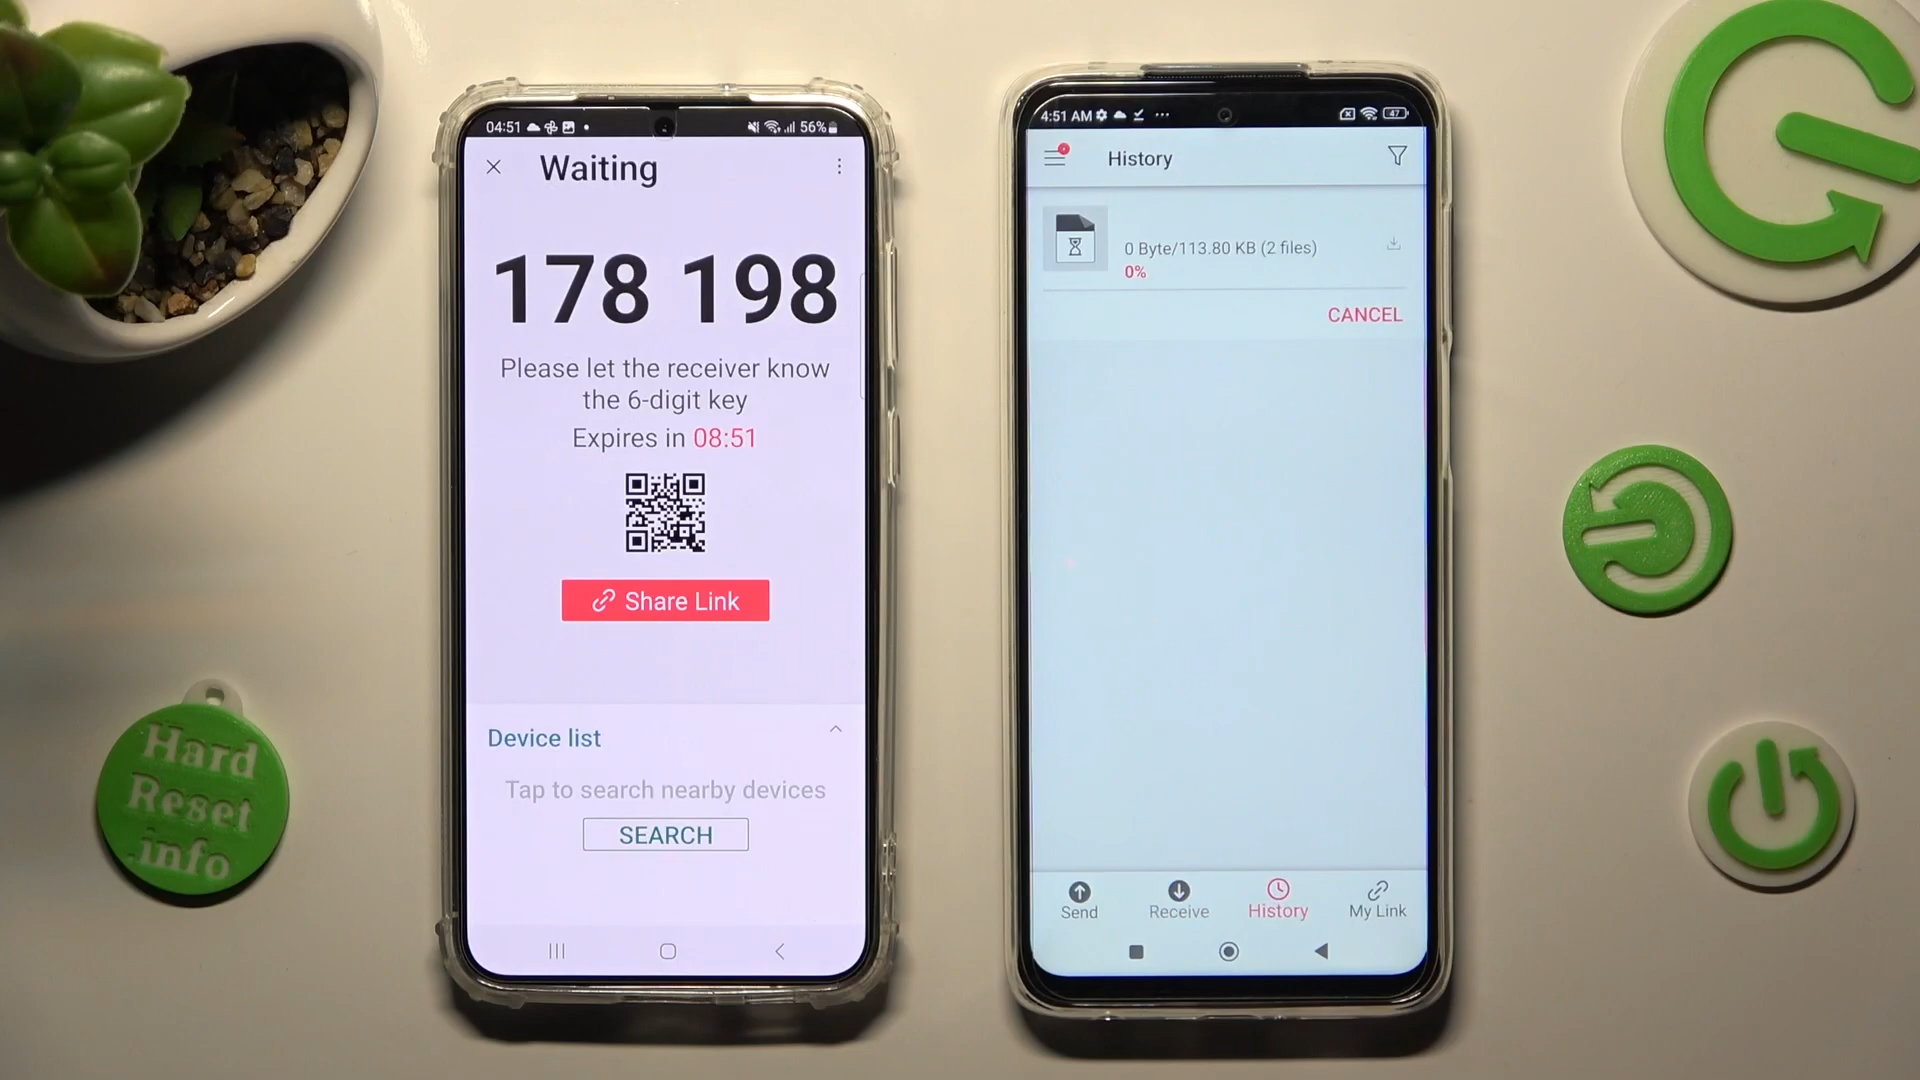 04:51
56%
Waiting
178 198
Please let the receiver know
the 6-digit key
Expires in 08:51
Share Link
Device list
Tap to search nearby devices
SEARCH
4:51 AM
47
History
0 Byte/113.80 KB (2 files)
0%
CANCEL
Send
Receive
History
My Link
Hard
Reset
.info